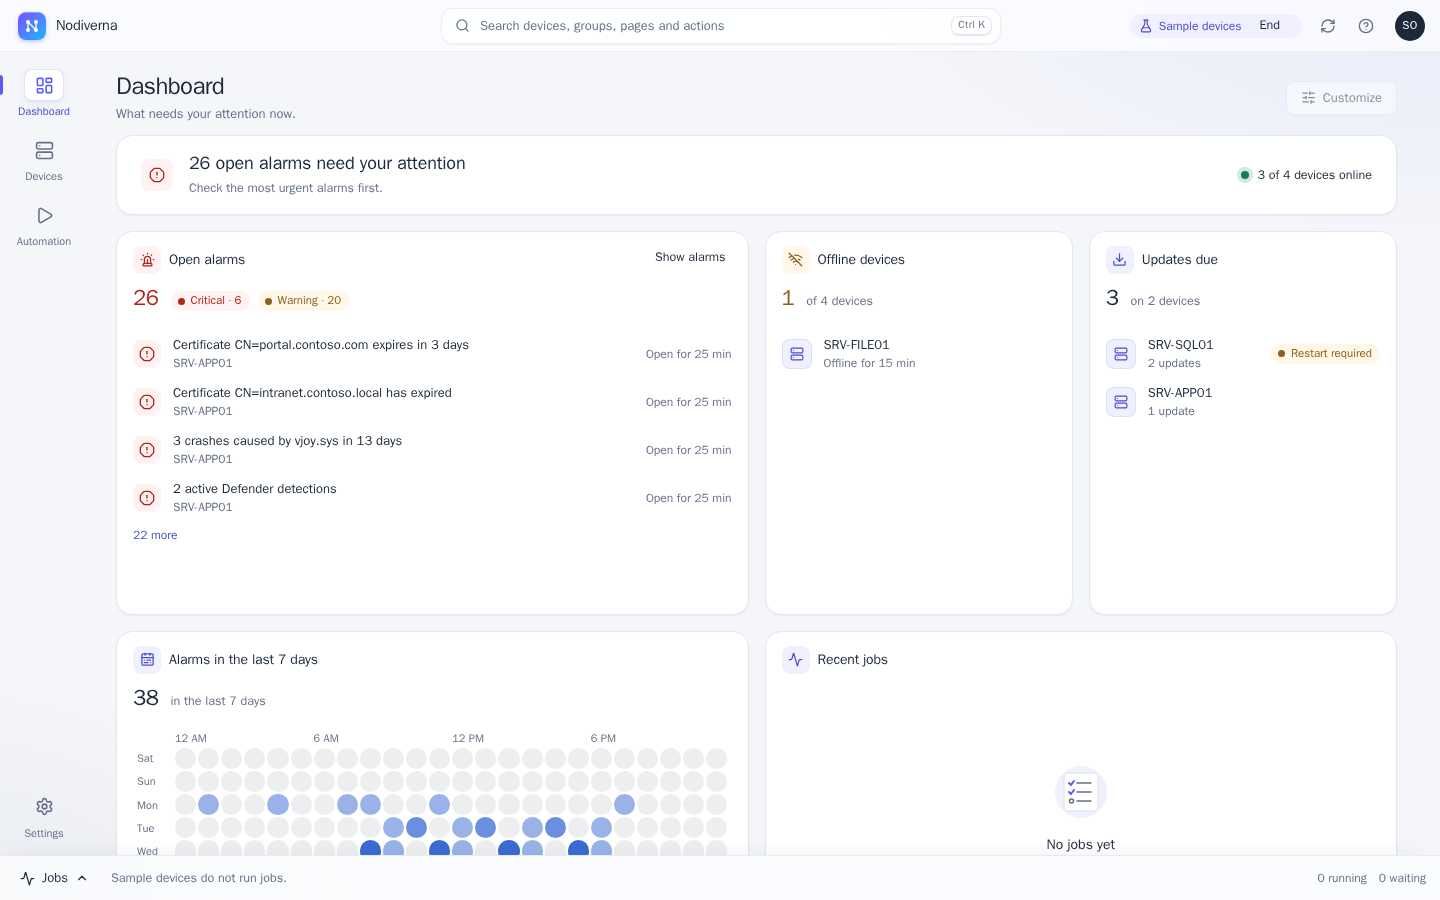 Nodiverna
Search devices, groups, pages and actions
Ctrl K
Sample devices
End
SO
Dashboard
Devices
Automation
Settings
Dashboard
What needs your attention now.
Customize
26 open alarms need your attention
Check the most urgent alarms first.
3 of 4 devices online
Open alarms
Show alarms
26
Critical · 6
Warning · 20
Certificate CN=portal.contoso.com expires in 3 days
SRV-APP01
Open for 25 min
Certificate CN=intranet.contoso.local has expired
SRV-APP01
Open for 25 min
3 crashes caused by vjoy.sys in 13 days
SRV-APP01
Open for 25 min
2 active Defender detections
SRV-APP01
Open for 25 min
22 more
Offline devices
1 of 4 devices
SRV-FILE01
Offline for 15 min
Updates due
3 on 2 devices
SRV-SQL01
2 updates
Restart required
SRV-APP01
1 update
Alarms in the last 7 days
38 in the last 7 days
12 AM 6 AM 12 PM 6 PM
Sat
Sun
Mon
Tue
Wed
Recent jobs
No jobs yet
Jobs
Sample devices do not run jobs.
0 running
0 waiting